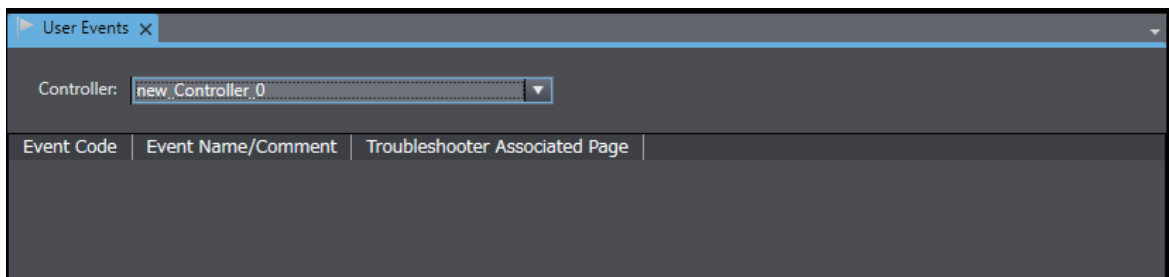 User Events
Controller: new_Controller_0
Event Code Event Name/Comment Troubleshooter Associated Page